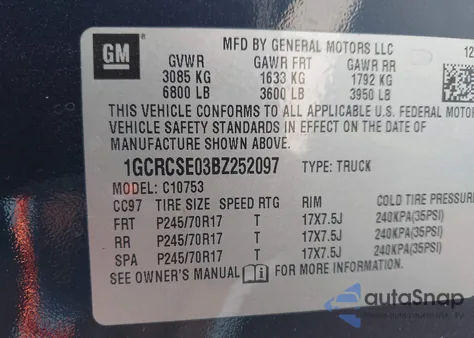 GM
MFD BY GENERAL MOTORS LLC 12
GVWR GAWR FRT GAWR RR
3085 KG 1633 KG 1792 KG
6800 LB 3600 LB 3950 LB
THIS VEHICLE CONFORMS TO ALL APPLICABLE U.S. FEDERAL MOTOR
VEHICLE SAFETY STANDARDS IN EFFECT ON THE DATE OF
MANUFACTURE SHOWN ABOVE.
1GCRCSE03BZ252097 TYPE: TRUCK
MODEL: C10753
CC97 TIRE SIZE SPEED RTG RIM COLD TIRE PRESSU
FRT P245/70R17 T 17X7.5J 240KPA(35PSI)
RR P245/70R17 T 17X7.5J 240KPA(35PSI)
SPA P245/70R17 T 17X7.5J 240KPA(35PSI)
SEE OWNER'S MANUAL i FOR MORE INFORMATION.
autoSnap